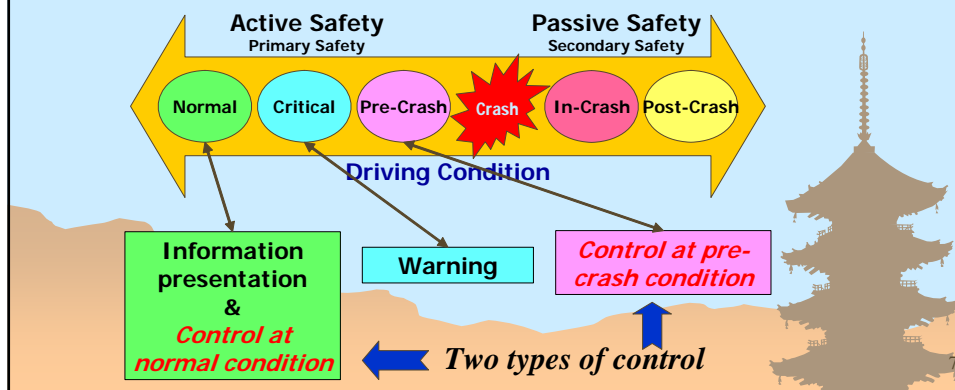 Active Safety
Primary Safety
Passive Safety
Secondary Safety
Normal
Critical
Pre-Crash
Crash
In-Crash
Post-Crash
Driving Condition
Information
presentation
&
Control at
normal condition
Warning
Control at pre-
crash condition
Two types of control
7